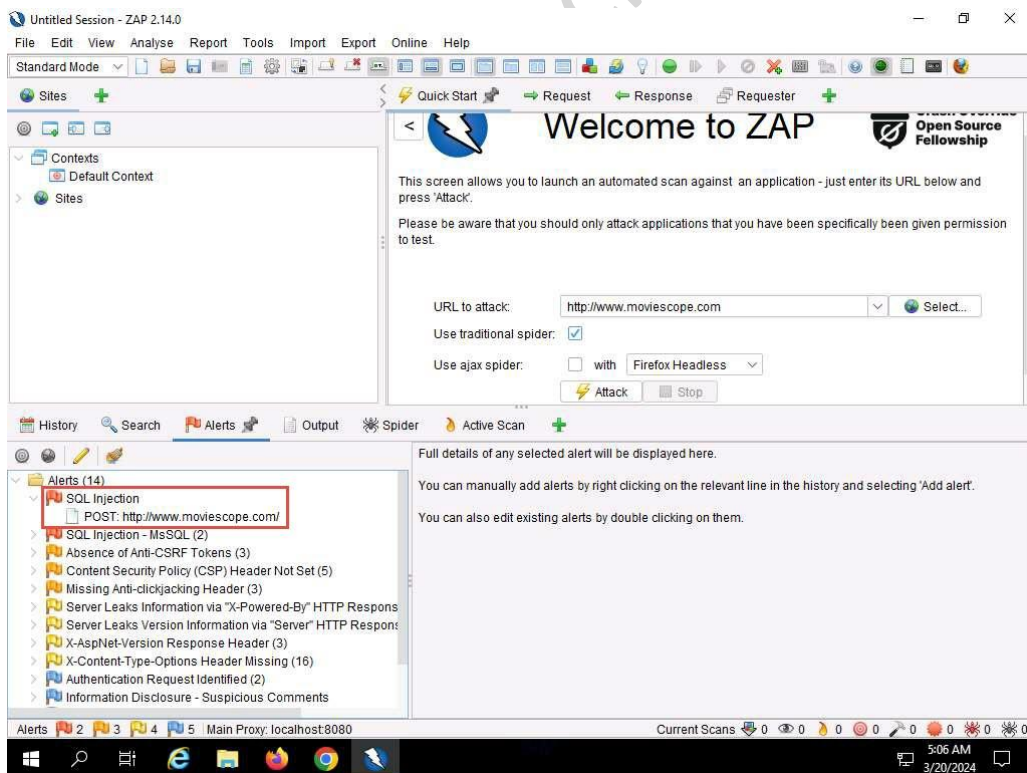 Untitled Session - ZAP 2.14.0
File Edit View Analyse Report Tools Import Export Online Help
Standard Mode
Sites
Quick Start Request Response Requester
Contexts
Default Context
Sites
Welcome to ZAP
Open Source
Fellowship
This screen allows you to launch an automated scan against an application - just enter its URL below and
press 'Attack'.
Please be aware that you should only attack applications that you have been specifically been given permission
to test.
URL to attack: http://www.moviescope.com Select...
Use traditional spider:
Use ajax spider: with Firefox Headless
Attack Stop
History Search Alerts Output Spider Active Scan
Alerts (14)
SQL Injection
POST: http://www.moviescope.com/
SQL Injection - MsSQL (2)
Absence of Anti-CSRF Tokens (3)
Content Security Policy (CSP) Header Not Set (5)
Missing Anti-clickjacking Header (3)
Server Leaks Information via "X-Powered-By" HTTP Respons
Server Leaks Version Information via "Server" HTTP Respons
X-AspNet-Version Response Header (3)
X-Content-Type-Options Header Missing (16)
Authentication Request Identified (2)
Information Disclosure - Suspicious Comments
Full details of any selected alert will be displayed here.
You can manually add alerts by right clicking on the relevant line in the history and selecting 'Add alert'.
You can also edit existing alerts by double clicking on them.
Alerts 2 3 4 5 Main Proxy: localhost:8080
Current Scans 0 0 0 0 0 0 0 0
5:06 AM
3/20/2024